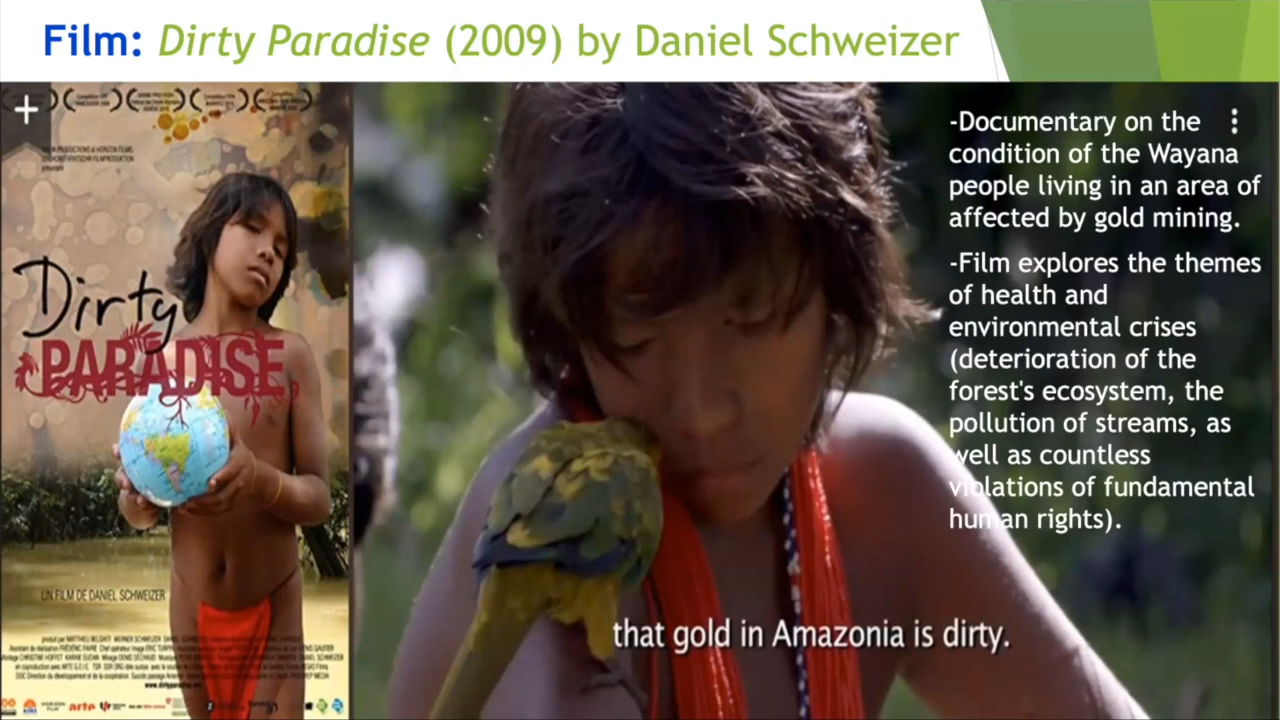 Film: Dirty Paradise (2009) by Daniel Schweizer
+
Dirty
PARADISE
UN FILM DE DANIEL SCHWEIZER
www.dirtyparadise.
arte
-Documentary on the
condition of the Wayana
people living in an area of
affected by gold mining.
-Film explores the themes
of health and
environmental crises
(deterioration of the
forest's ecosystem, the
pollution of streams, as
well as countless
violations of fundamental
human rights).
that gold in Amazonia is dirty.